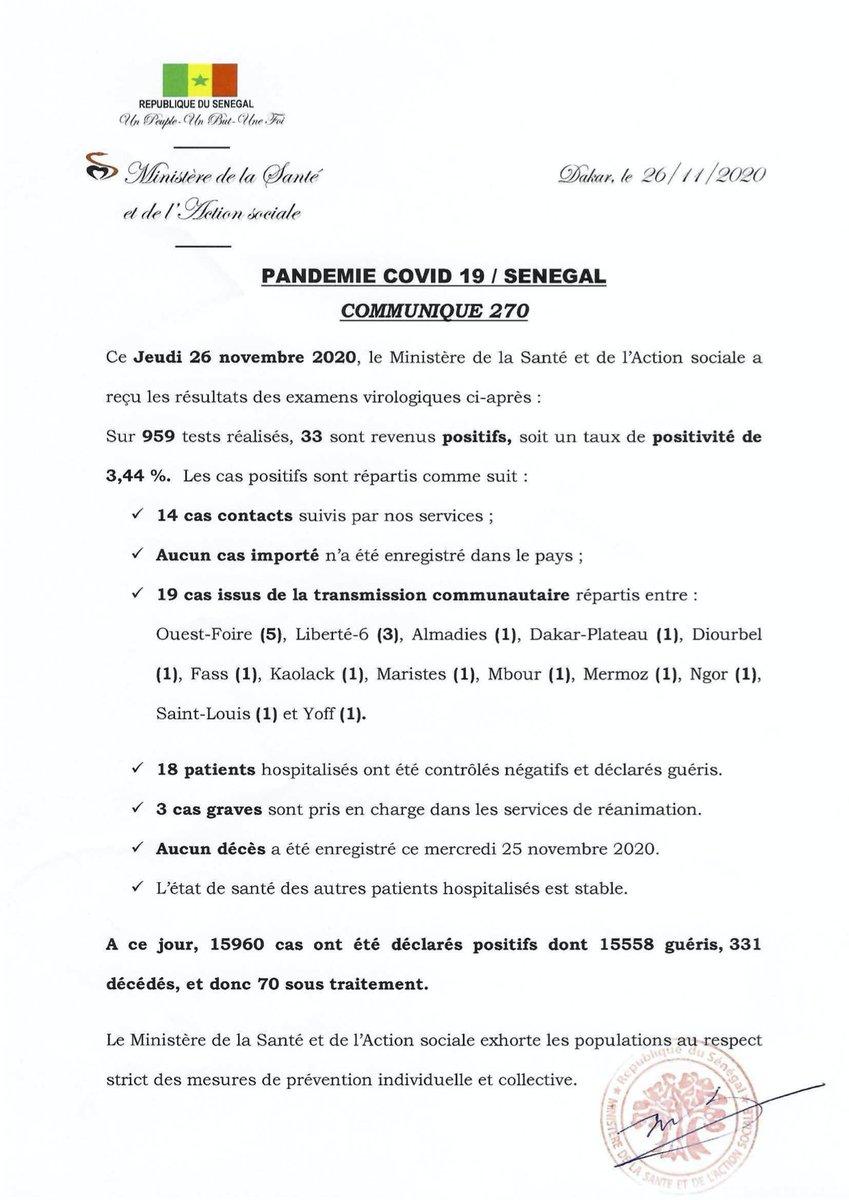 REPUBLIQUE DU SENEGAL
Un Peuple-Un But-Une Foi
Ministère de la Santé
et de l'Action sociale
Dakar, le 26/11/2020
PANDEMIE COVID 19 / SENEGAL
COMMUNIQUE 270
Ce Jeudi 26 novembre 2020, le Ministère de la Santé et de l'Action sociale a
reçu les résultats des examens virologiques ci-après :
Sur 959 tests réalisés, 33 sont revenus positifs, soit un taux de positivité de
3,44 %. Les cas positifs sont répartis comme suit :
✓ 14 cas contacts suivis par nos services ;
✓ Aucun cas importé n'a été enregistré dans le pays ;
✓ 19 cas issus de la transmission communautaire répartis entre :
Ouest-Foire (5), Liberté-6 (3), Almadies (1), Dakar-Plateau (1), Diourbel
(1), Fass (1), Kaolack (1), Maristes (1), Mbour (1), Mermoz (1), Ngor (1),
Saint-Louis (1) et Yoff (1).
✓ 18 patients hospitalisés ont été contrôlés négatifs et déclarés guéris.
✓ 3 cas graves sont pris en charge dans les services de réanimation.
✓ Aucun décès a été enregistré ce mercredi 25 novembre 2020.
✓ L'état de santé des autres patients hospitalisés est stable.
A ce jour, 15960 cas ont été déclarés positifs dont 15558 guéris, 331
décédés, et donc 70 sous traitement.
Le Ministère de la Santé et de l'Action sociale exhorte les populations au respect
strict des mesures de prévention individuelle et collective.
République du Sénégal
MINISTÈRE DE LA SANTE ET DE L'ACTION SOCIALE